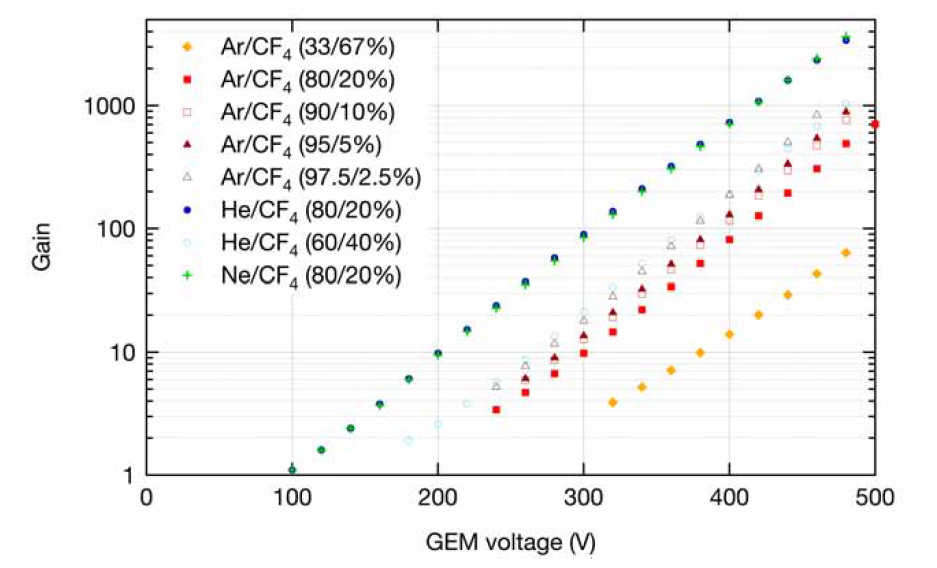 Ar/CF4 (33/67%)
Ar/CF4 (80/20%)
Ar/CF4 (90/10%)
Ar/CF4 (95/5%)
Ar/CF4 (97.5/2.5%)
He/CF4 (80/20%)
He/CF4 (60/40%)
Ne/CF4 (80/20%)
1000
100
10
1
Gain
0 100 200 300 400 500
GEM voltage (V)